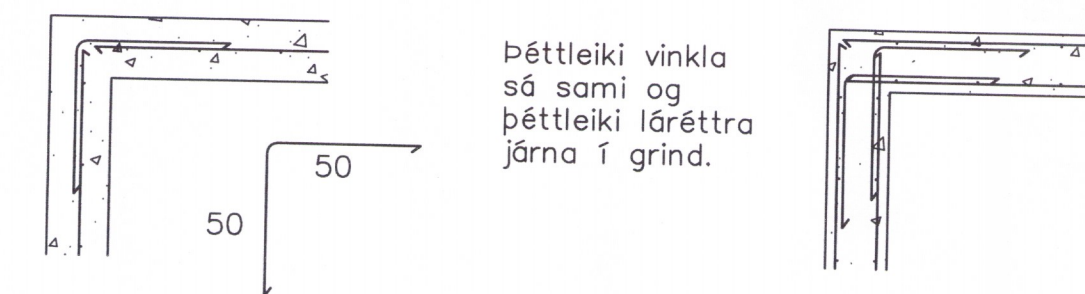 Þéttleiki vinkla
sá sami og
þéttleiki láréttra
járna í grind.
50
50